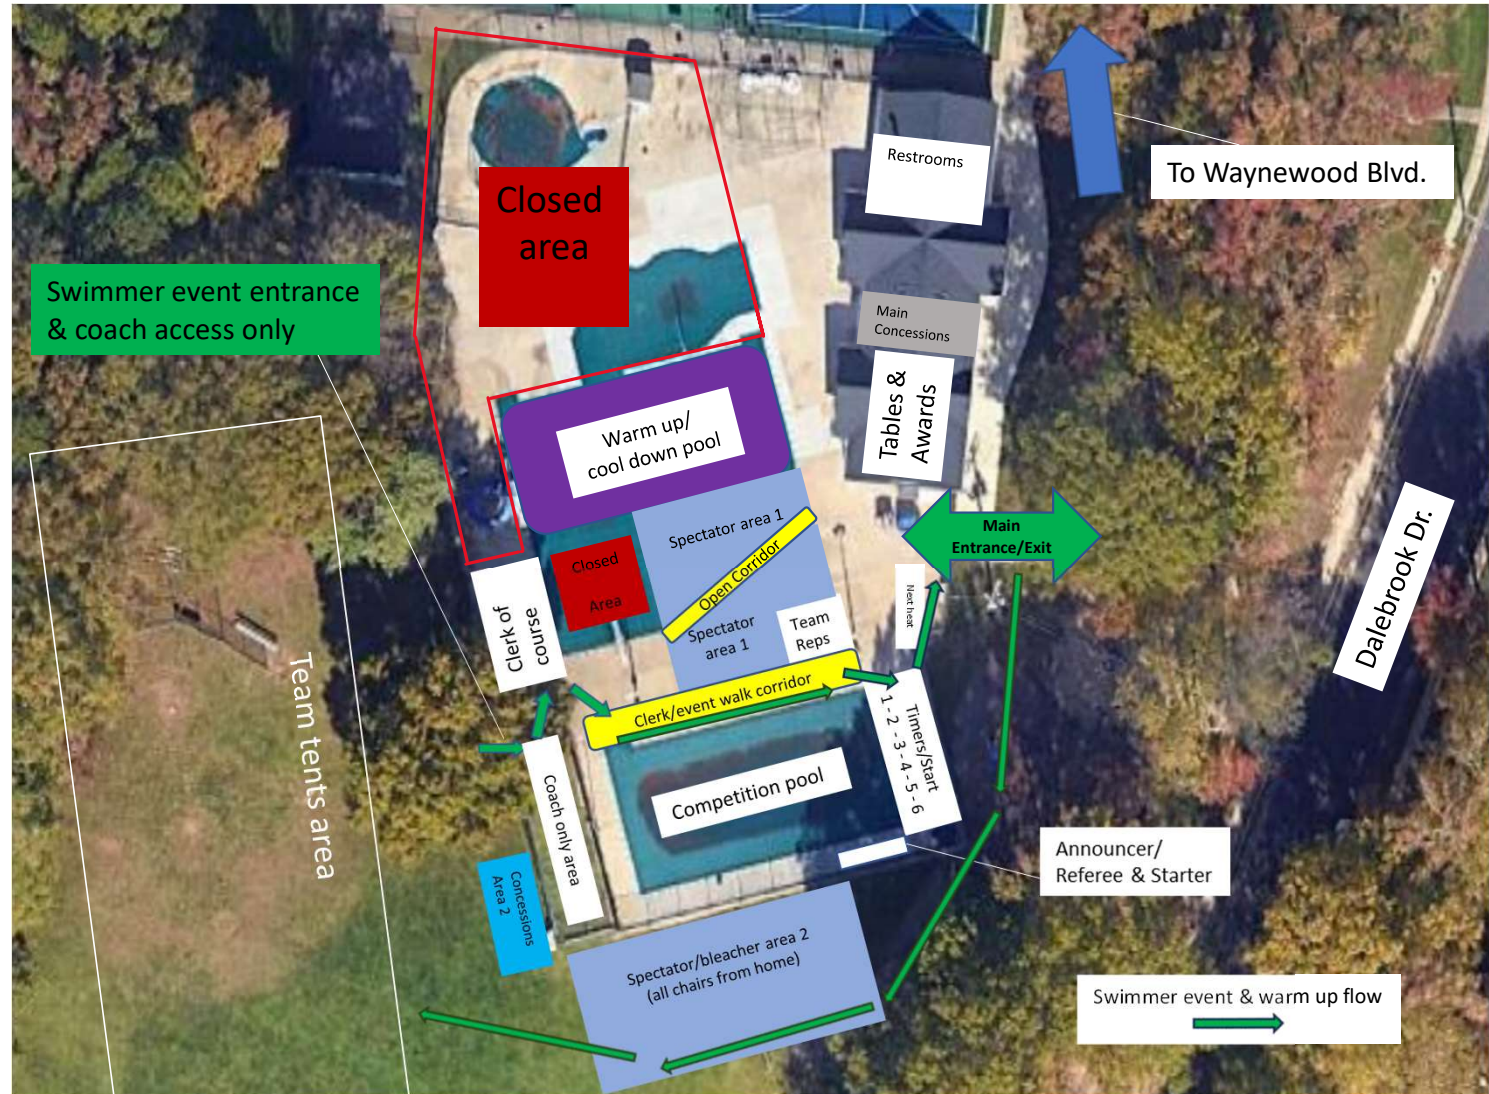 Restrooms
To Waynewood Blvd.
Closed
area
Swimmer event entrance
& coach access only
Main
Concessions
Tables &
Awards
Warm up/
cool down pool
Spectator area 1
Open Corridor
Main
Entrance/Exit
Dalebrook Dr.
Closed
Area
Clerk of
course
Next heat
Spectator
area 1
Team
Reps
Clerk/event walk corridor
Team tents area
Timers/Start
1 - 2 - 3 - 4 - 5 - 6
Competition pool
Coach only area
Concessions
Area 2
Announcer/
Referee & Starter
Spectator/bleacher area 2
(all chairs from home)
Swimmer event & warm up flow